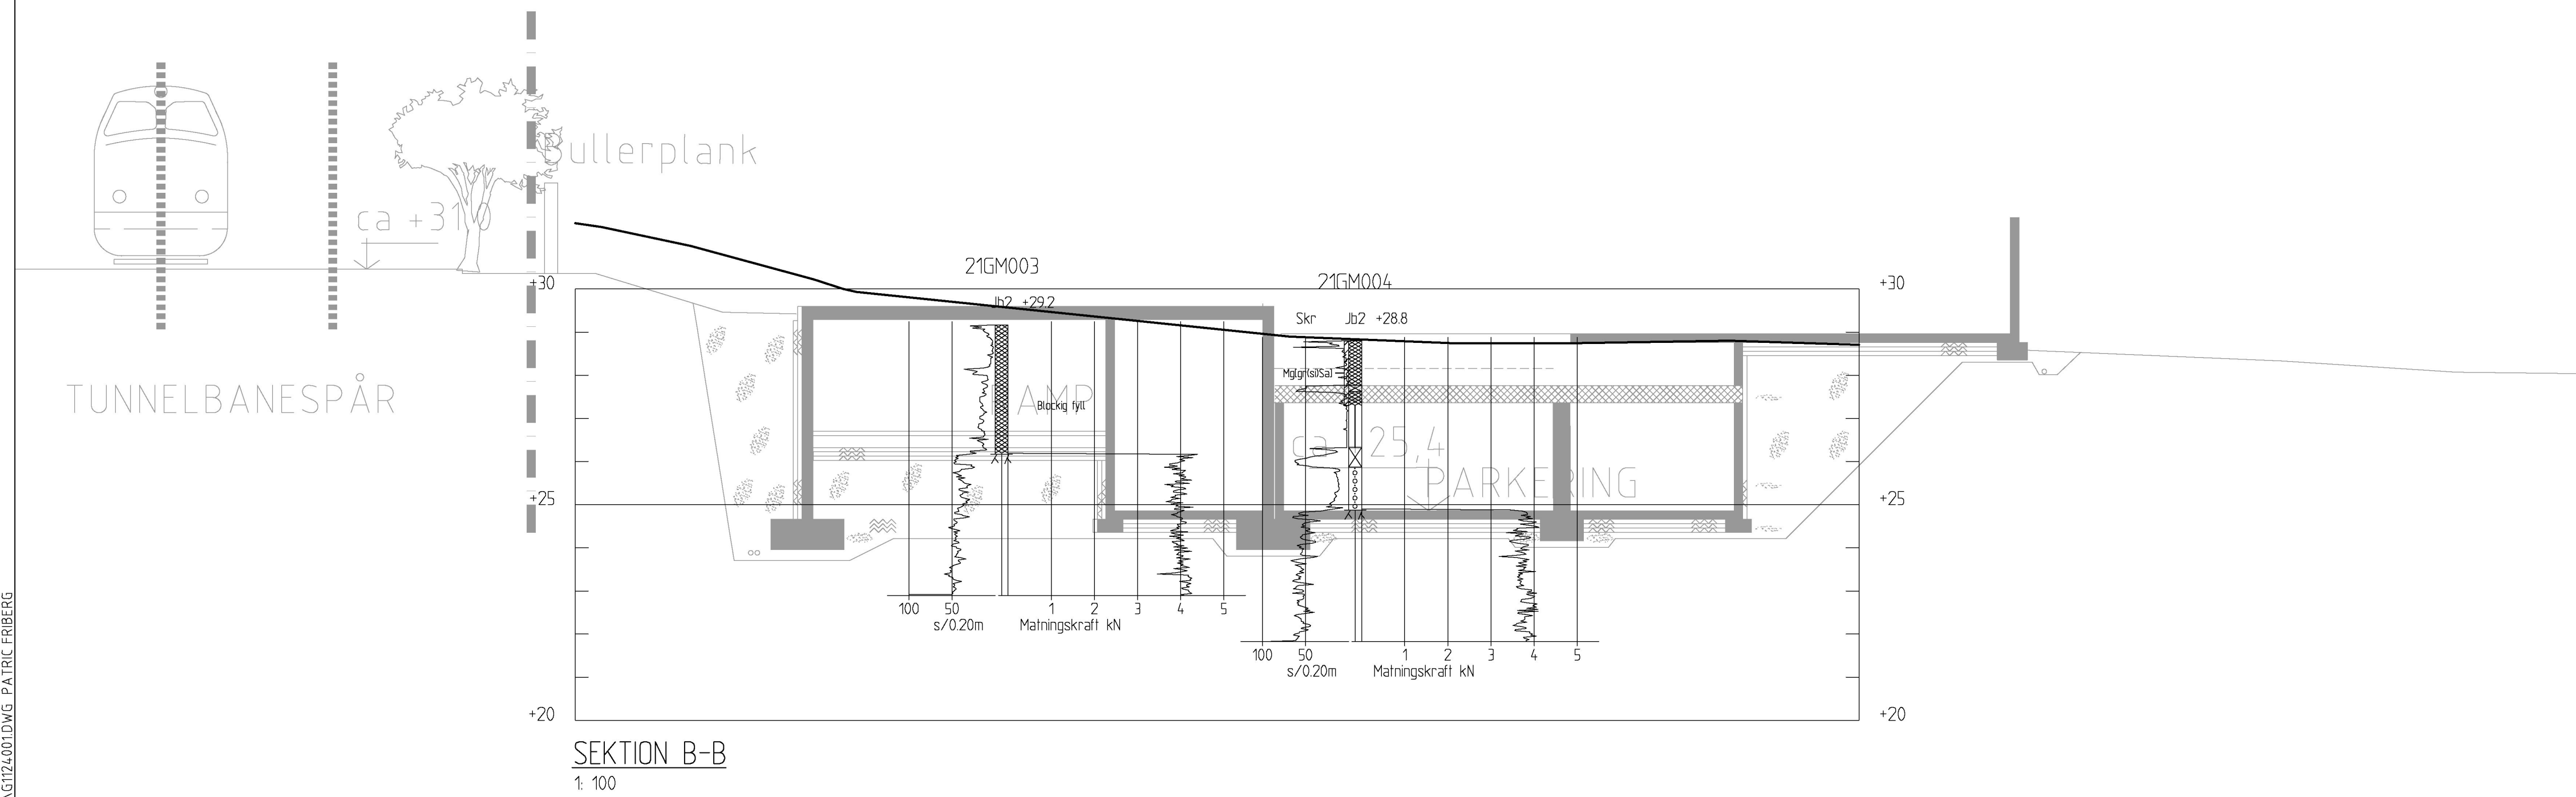 Bullerplank
ca +31,0
21GM003
21GM004
+30
+30
Jb2 +29.2
Skr Jb2 +28.8
Mg[gr(si)Sa]
TUNNELBANESPÅR
Blockig fyll
ca 25,4
PARKERING
+25
+25
100 50 1 2 3 4 5
s/0.20m Matningskraft kN
100 50 1 2 3 4 5
s/0.20m Matningskraft kN
+20
+20
SEKTION B-B
1: 100
G1124001.DWG PATRIC FRIBERG